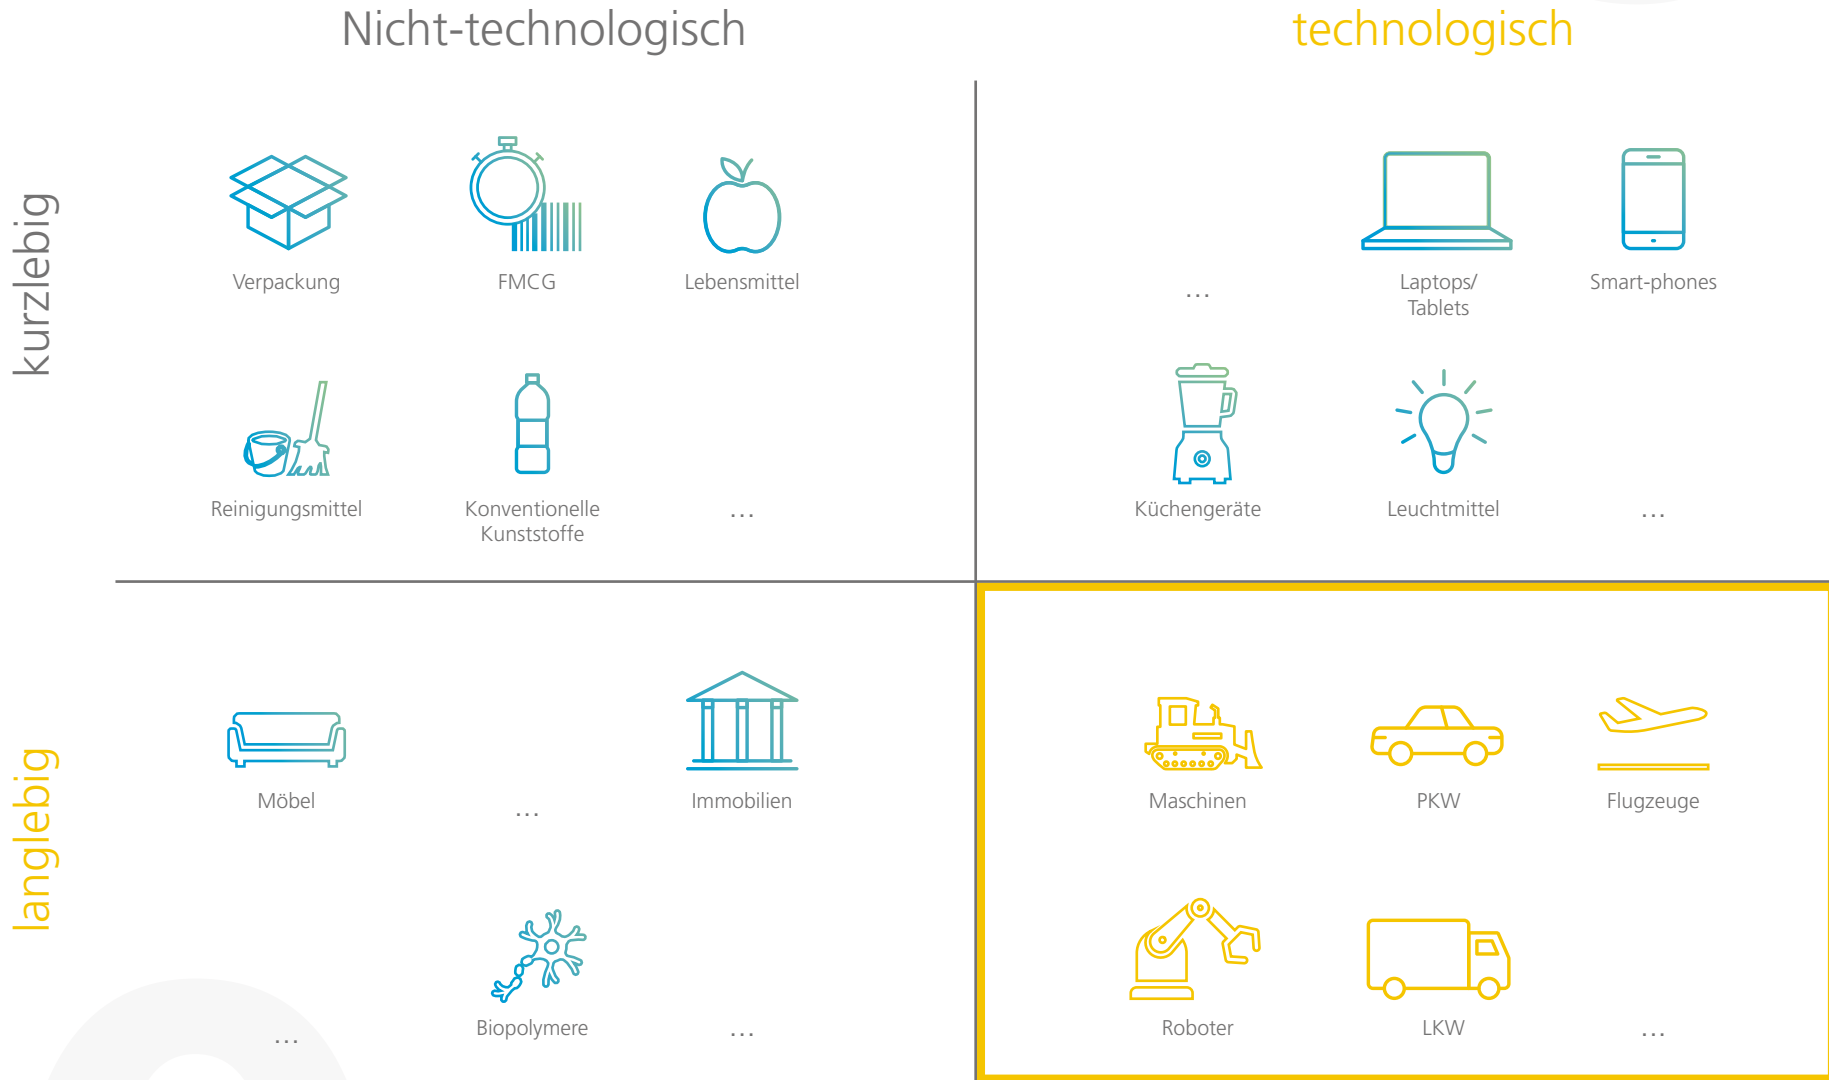 Nicht-technologisch
technologisch
kurzlebig
Verpackung
FMCG
Lebensmittel
...
Laptops/
Tablets
Smart-phones
Reinigungsmittel
Konventionelle
Kunststoffe
...
Küchengeräte
Leuchtmittel
...
langlebig
Möbel
...
Immobilien
Maschinen
PKW
Flugzeuge
...
Biopolymere
...
Roboter
LKW
...